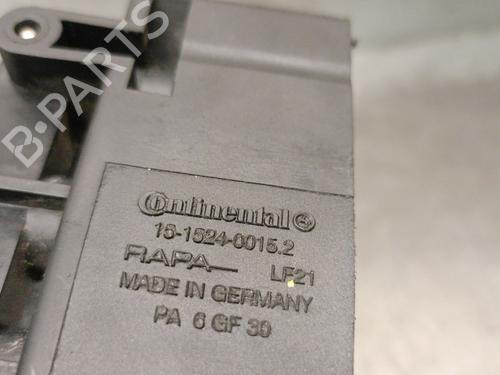 B-PARTS
Continental
15-1524-0015.2
RAPA LF21
MADE IN GERMANY
PA 6 GF 30